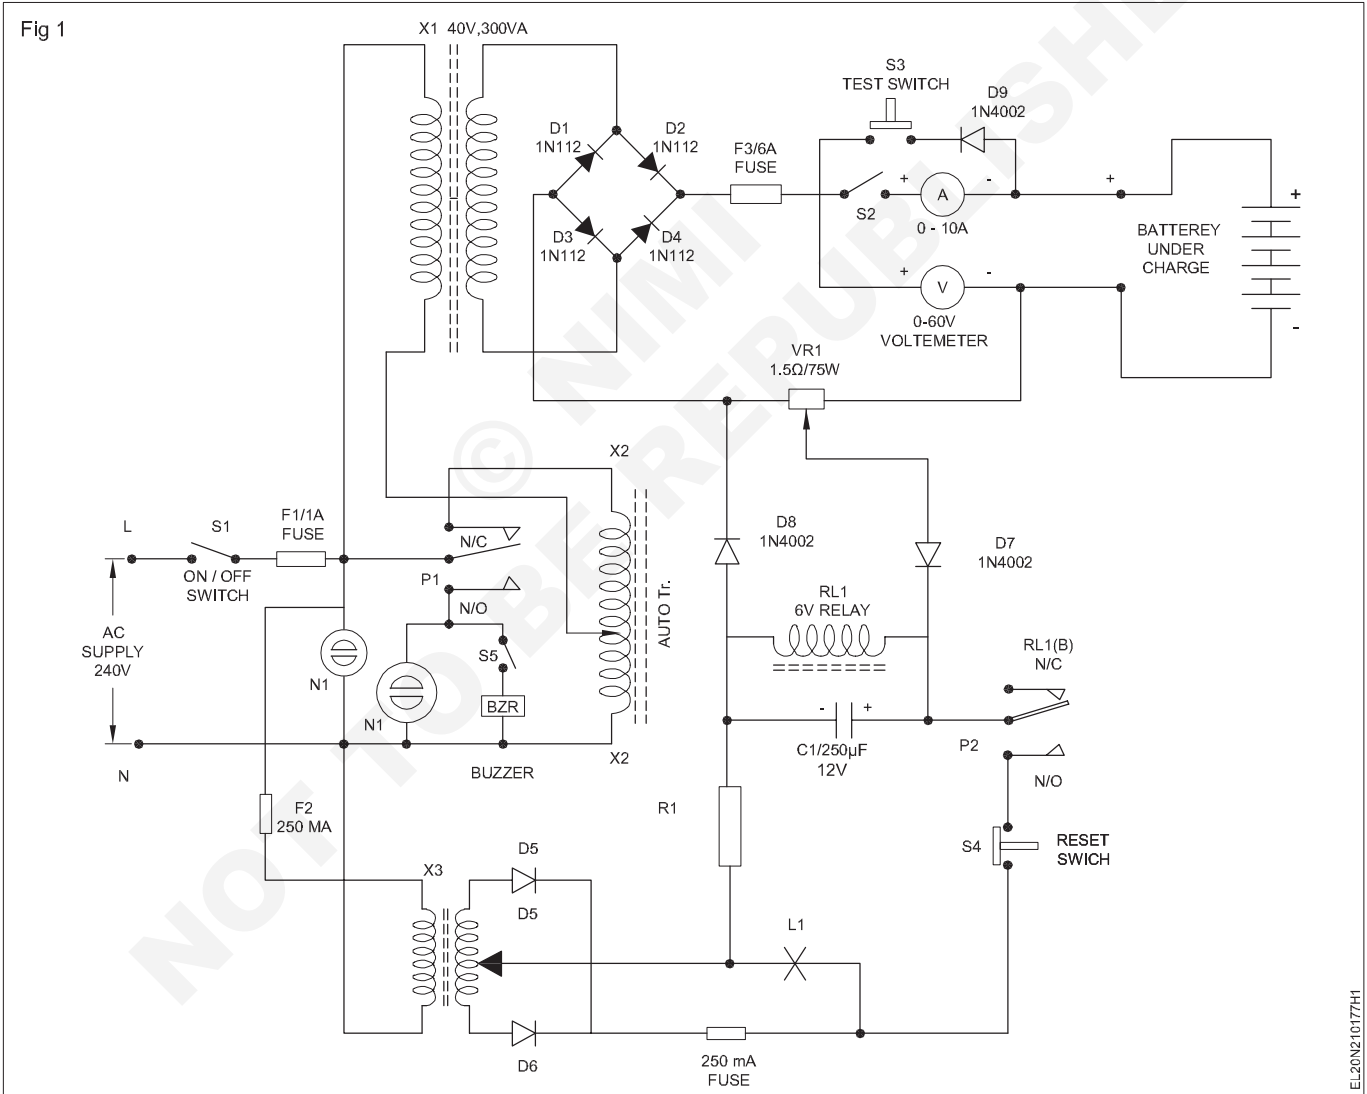 Fig 1
X1 40V,300VA
S3
TEST SWITCH
D9
1N4002
D1
1N112
D2
1N112
F3/6A
FUSE
S2
+
A
-
0 - 10A
+
D3
1N112
D4
1N112
BATTEREY
UNDER
CHARGE
+
-
+
V
-
0-60V
VOLTEMETER
VR1
1.5Ω/75W
X2
L
S1
F1/1A
FUSE
N/C
ON / OFF
SWITCH
P1
N/O
AUTO Tr.
D8
1N4002
D7
1N4002
RL1
6V RELAY
AC
SUPPLY
240V
N1
S5
N1
BZR
RL1(B)
N/C
-
+
C1/250µF
12V
P2
N/O
N
BUZZER
X2
F2
250 MA
R1
S4
RESET
SWICH
X3
D5
D5
L1
D6
250 mA
FUSE
EL20N210177H1
© NIMI
NOT TO BE REPUBLISHE